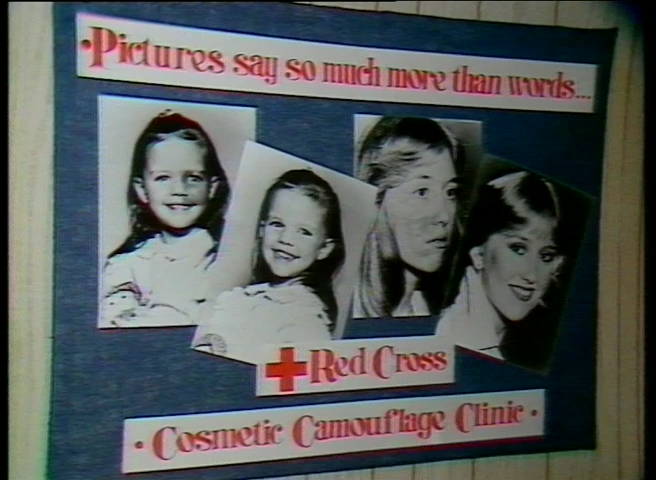 •Pictures say so much more than words...
Red Cross
• Cosmetic Camouflage Clinic •